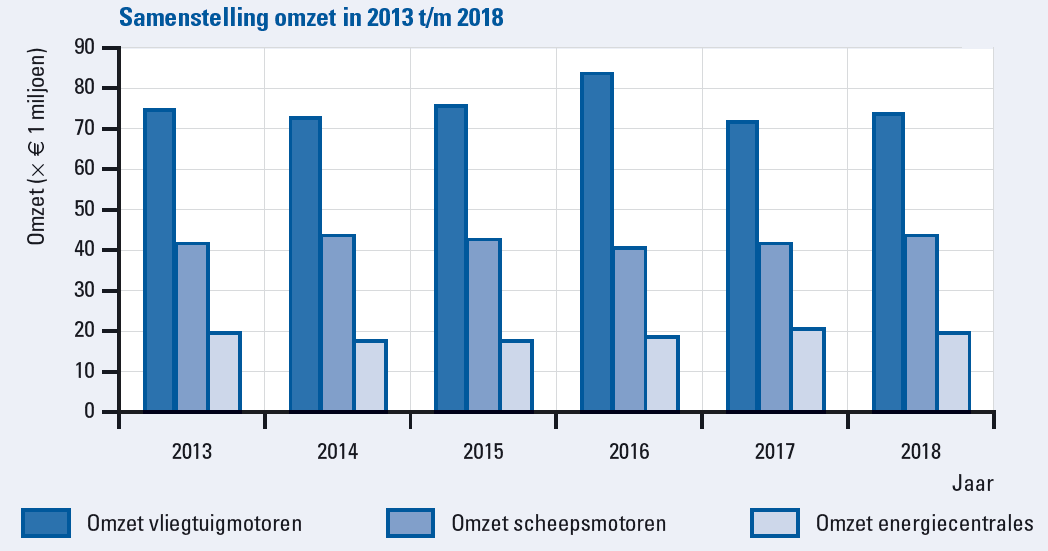 Samenstelling omzet in 2013 t/m 2018
Omzet (× € 1 miljoen)
90
80
70
60
50
40
30
20
10
0
2013 2014 2015 2016 2017 2018
Jaar
Omzet vliegtuigmotoren Omzet scheepsmotoren Omzet energiecentrales